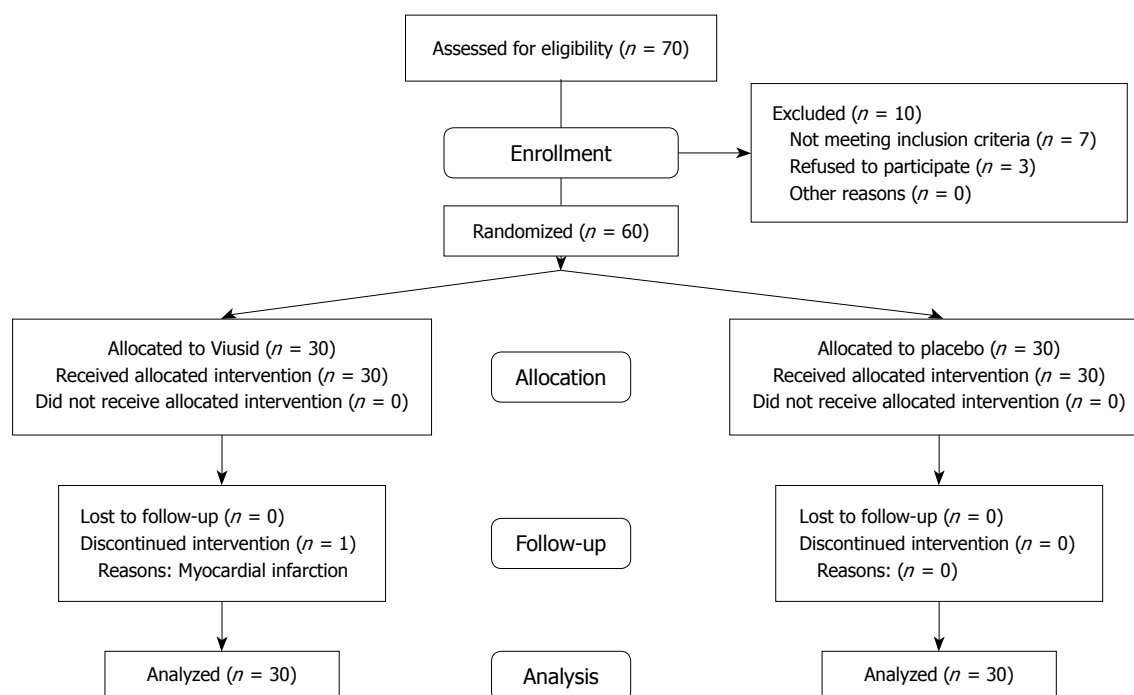 Assessed for eligibility (n = 70)
Excluded (n = 10)
Not meeting inclusion criteria (n = 7)
Refused to participate (n = 3)
Other reasons (n = 0)
Enrollment
Randomized (n = 60)
Allocated to Viusid (n = 30)
Received allocated intervention (n = 30)
Did not receive allocated intervention (n = 0)
Allocation
Allocated to placebo (n = 30)
Received allocated intervention (n = 30)
Did not receive allocated intervention (n = 0)
Lost to follow-up (n = 0)
Discontinued intervention (n = 1)
Reasons: Myocardial infarction
Follow-up
Lost to follow-up (n = 0)
Discontinued intervention (n = 0)
Reasons: (n = 0)
Analyzed (n = 30)
Analysis
Analyzed (n = 30)